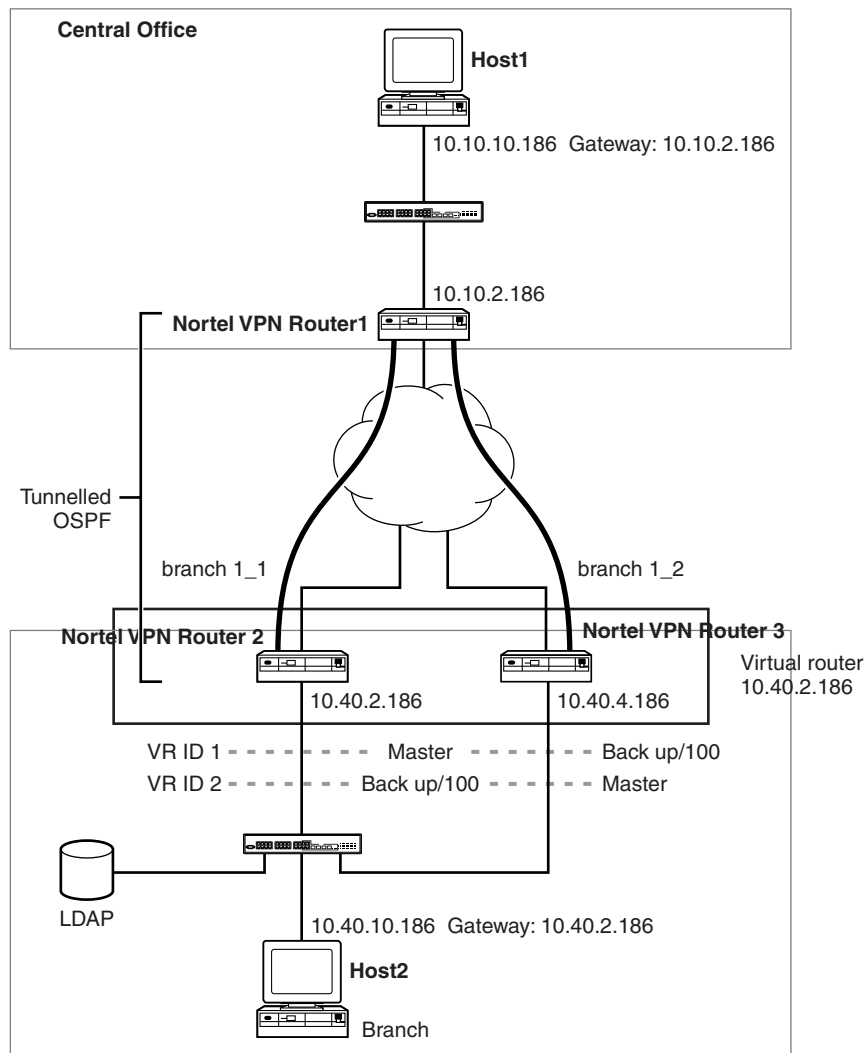 Central Office
Host1
10.10.10.186 Gateway: 10.10.2.186
10.10.2.186
Nortel VPN Router1
Tunnelled
OSPF
branch 1_1
branch 1_2
Nortel VPN Router 2
Nortel VPN Router 3
Virtual router
10.40.2.186
10.40.2.186
10.40.4.186
VR ID 1 Master Back up/100
VR ID 2 Back up/100 Master
LDAP
10.40.10.186 Gateway: 10.40.2.186
Host2
Branch